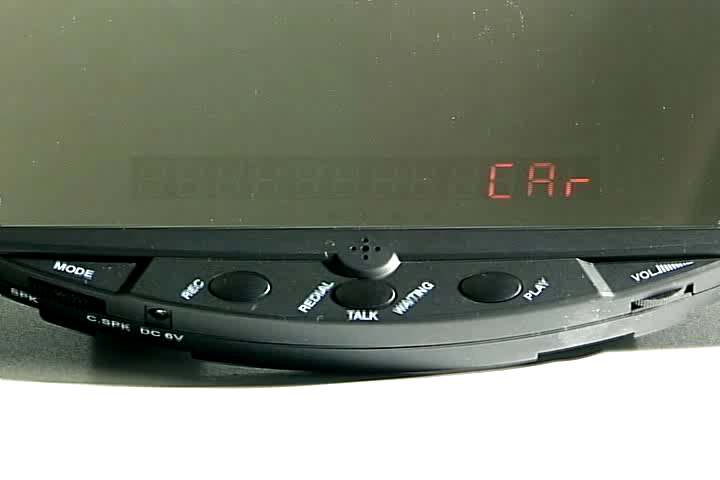 CAr
MODE
REC
REDIAL
TALK
WAITING
PLAY
VOL
SPK
C.SPK DC 6V